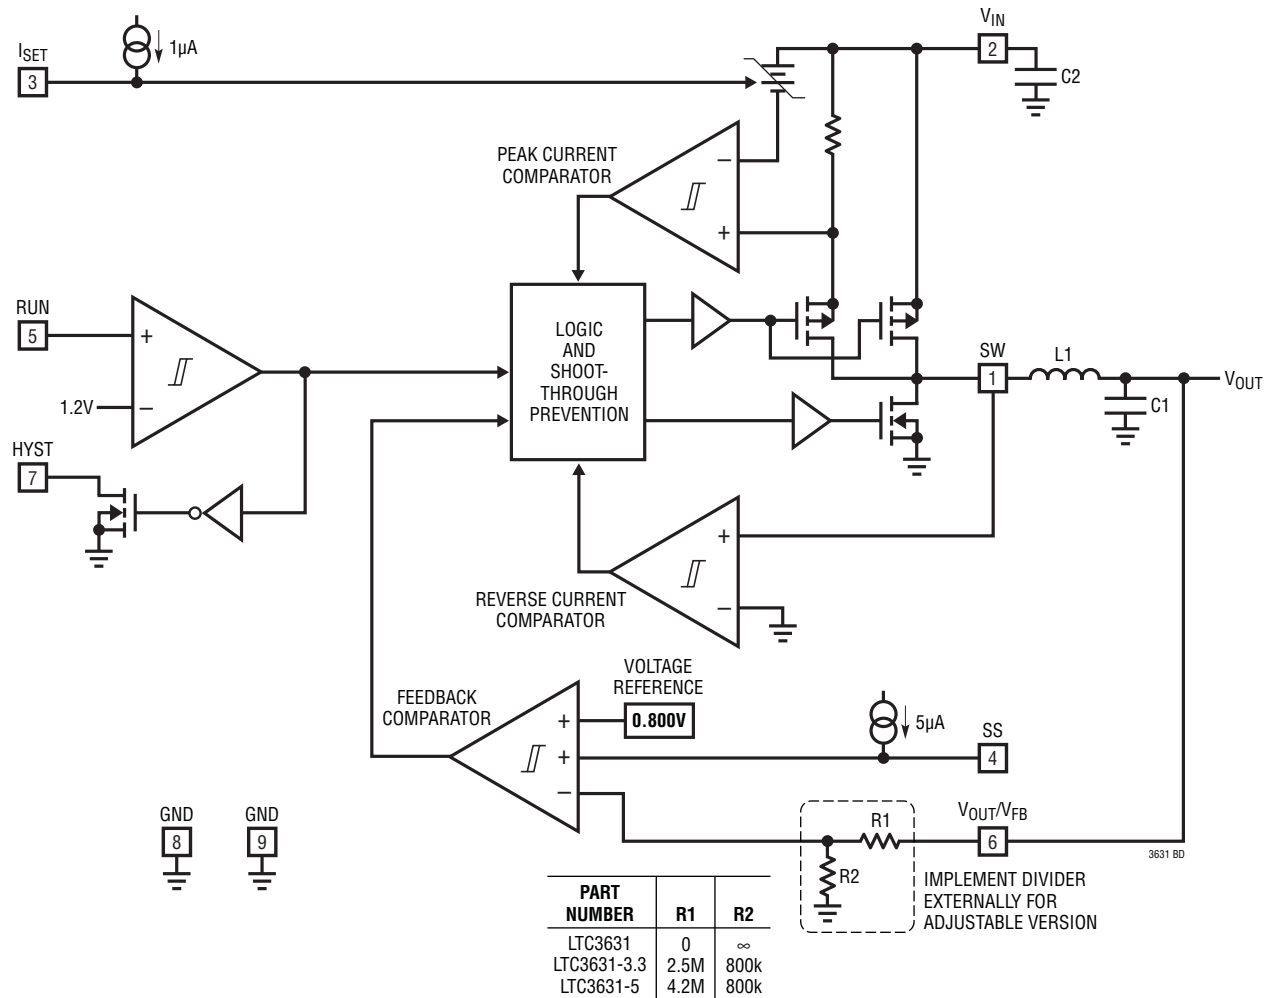 V_IN
2
C2
I_SET
3
1µA
PEAK CURRENT
COMPARATOR
−
+
RUN
5
+
1.2V
−
LOGIC
AND
SHOOT-
THROUGH
PREVENTION
SW
1
L1
V_OUT
C1
HYST
7
+
REVERSE CURRENT
COMPARATOR
−
VOLTAGE
REFERENCE
0.800V
FEEDBACK
COMPARATOR
+
+
−
5µA
SS
4
GND
8
GND
9
R1
R2
V_OUT/V_FB
6
3631 BD
IMPLEMENT DIVIDER
EXTERNALLY FOR
ADJUSTABLE VERSION
PART
NUMBER R1 R2
LTC3631 0 ∞
LTC3631-3.3 2.5M 800k
LTC3631-5 4.2M 800k